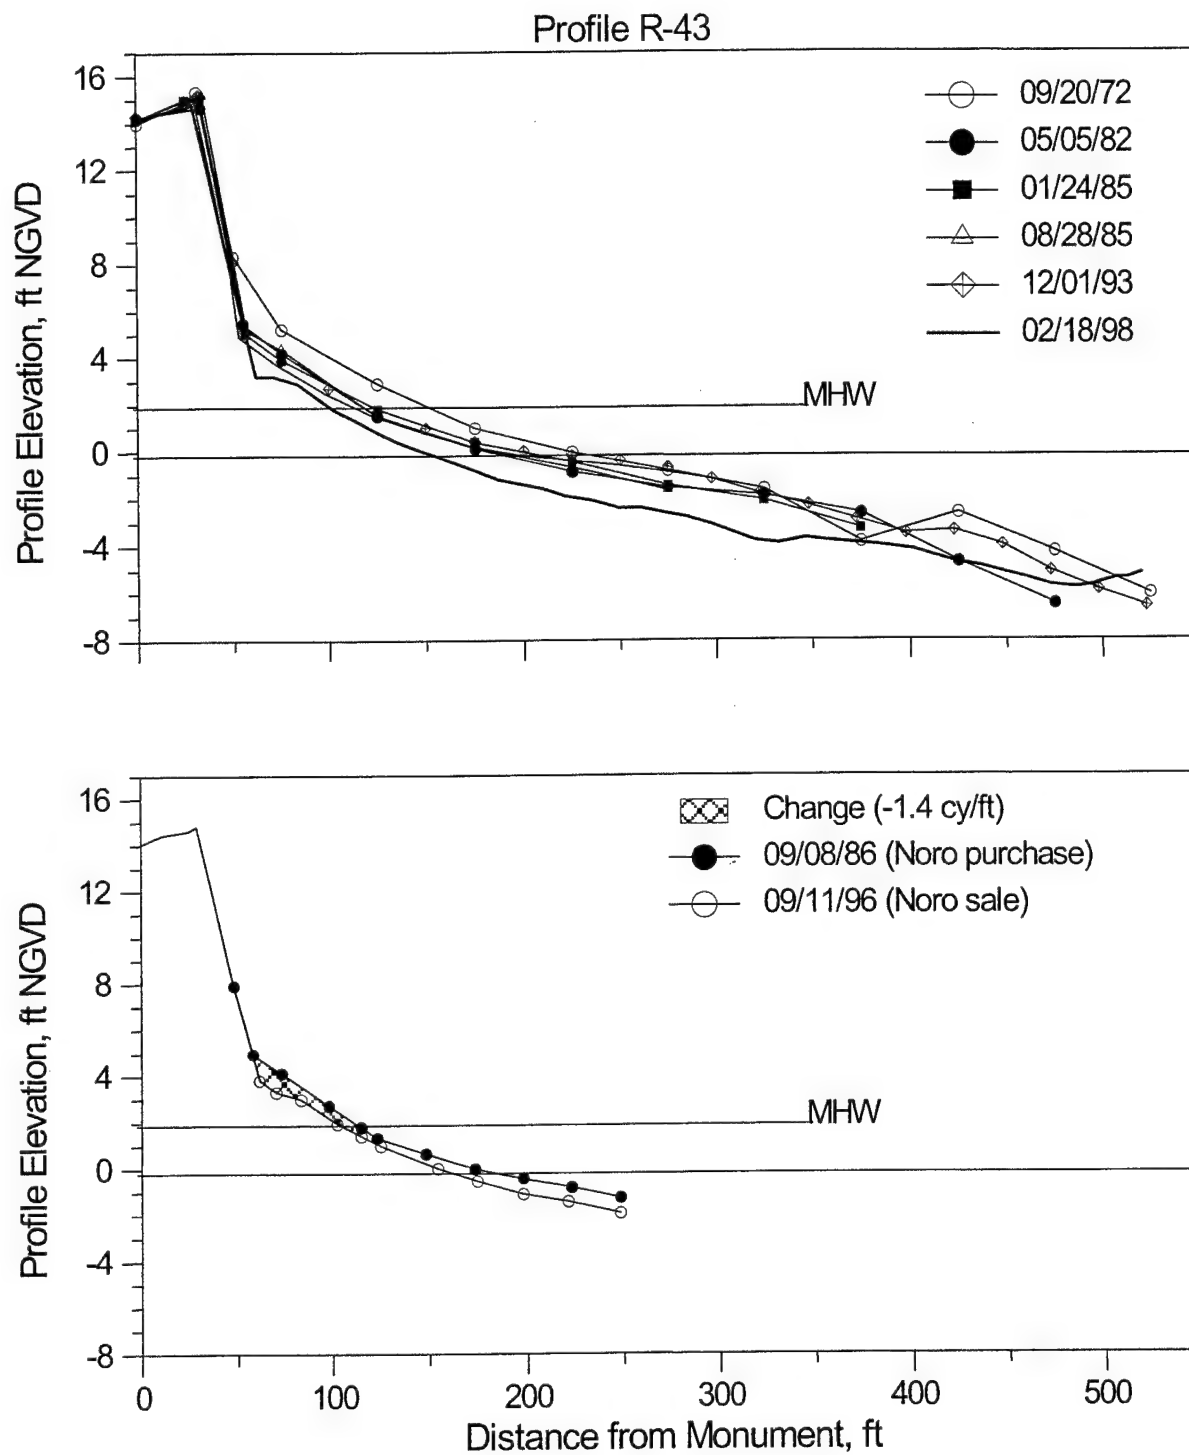 Profile R-43
16
12
8
4
0
-4
-8
Profile Elevation, ft NGVD
09/20/72
05/05/82
01/24/85
08/28/85
12/01/93
02/18/98
MHW
16
12
8
4
0
-4
-8
Profile Elevation, ft NGVD
Change (-1.4 cy/ft)
09/08/86 (Noro purchase)
09/11/96 (Noro sale)
MHW
0 100 200 300 400 500
Distance from Monument, ft